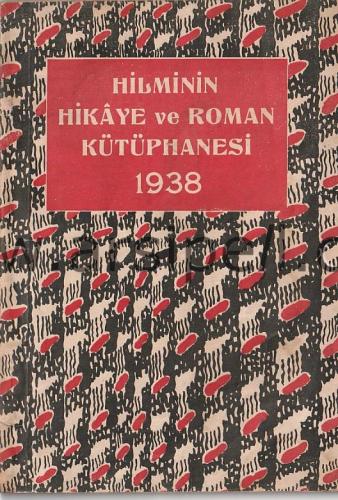 HİLMİNİN
HİKÂYE ve ROMAN
KÜTÜPHANESİ
1938